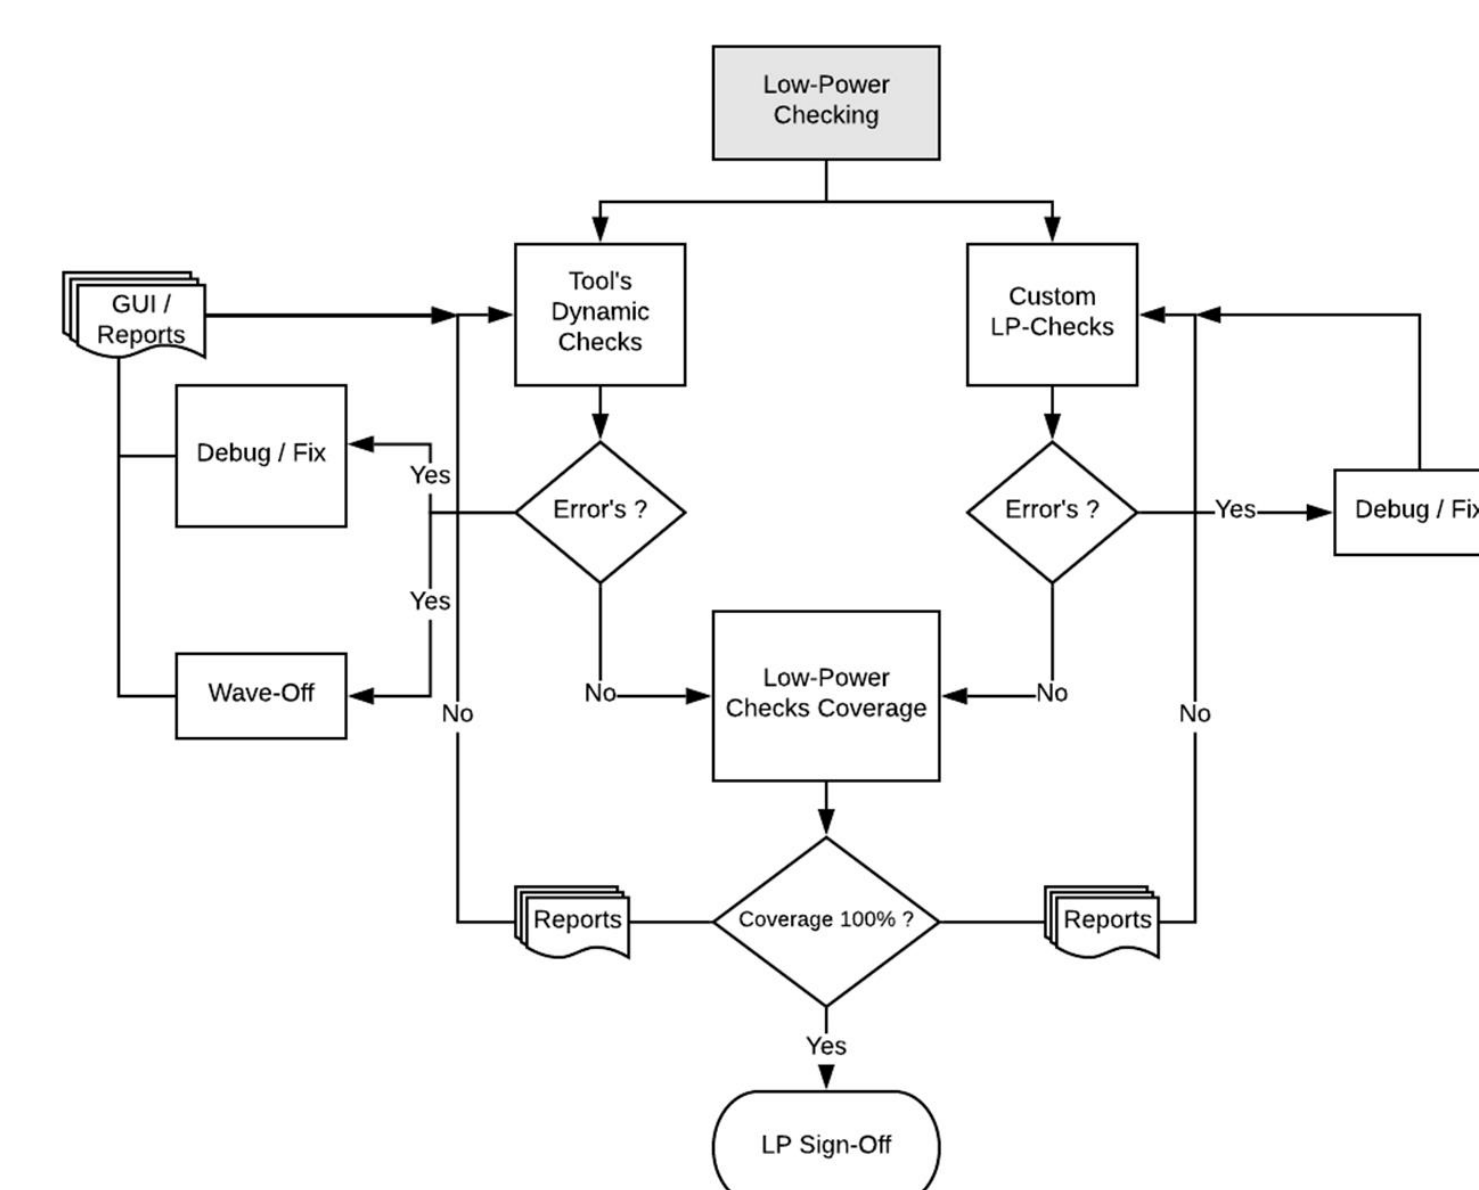 Low-Power
Checking
Tool's
Dynamic
Checks
Custom
LP-Checks
GUI /
Reports
Debug / Fix
Yes
Error's ?
Error's ?
Yes
Debug / Fix
Yes
Wave-Off
No
No
Low-Power
Checks Coverage
No
No
Reports
Coverage 100% ?
Reports
Yes
LP Sign-Off